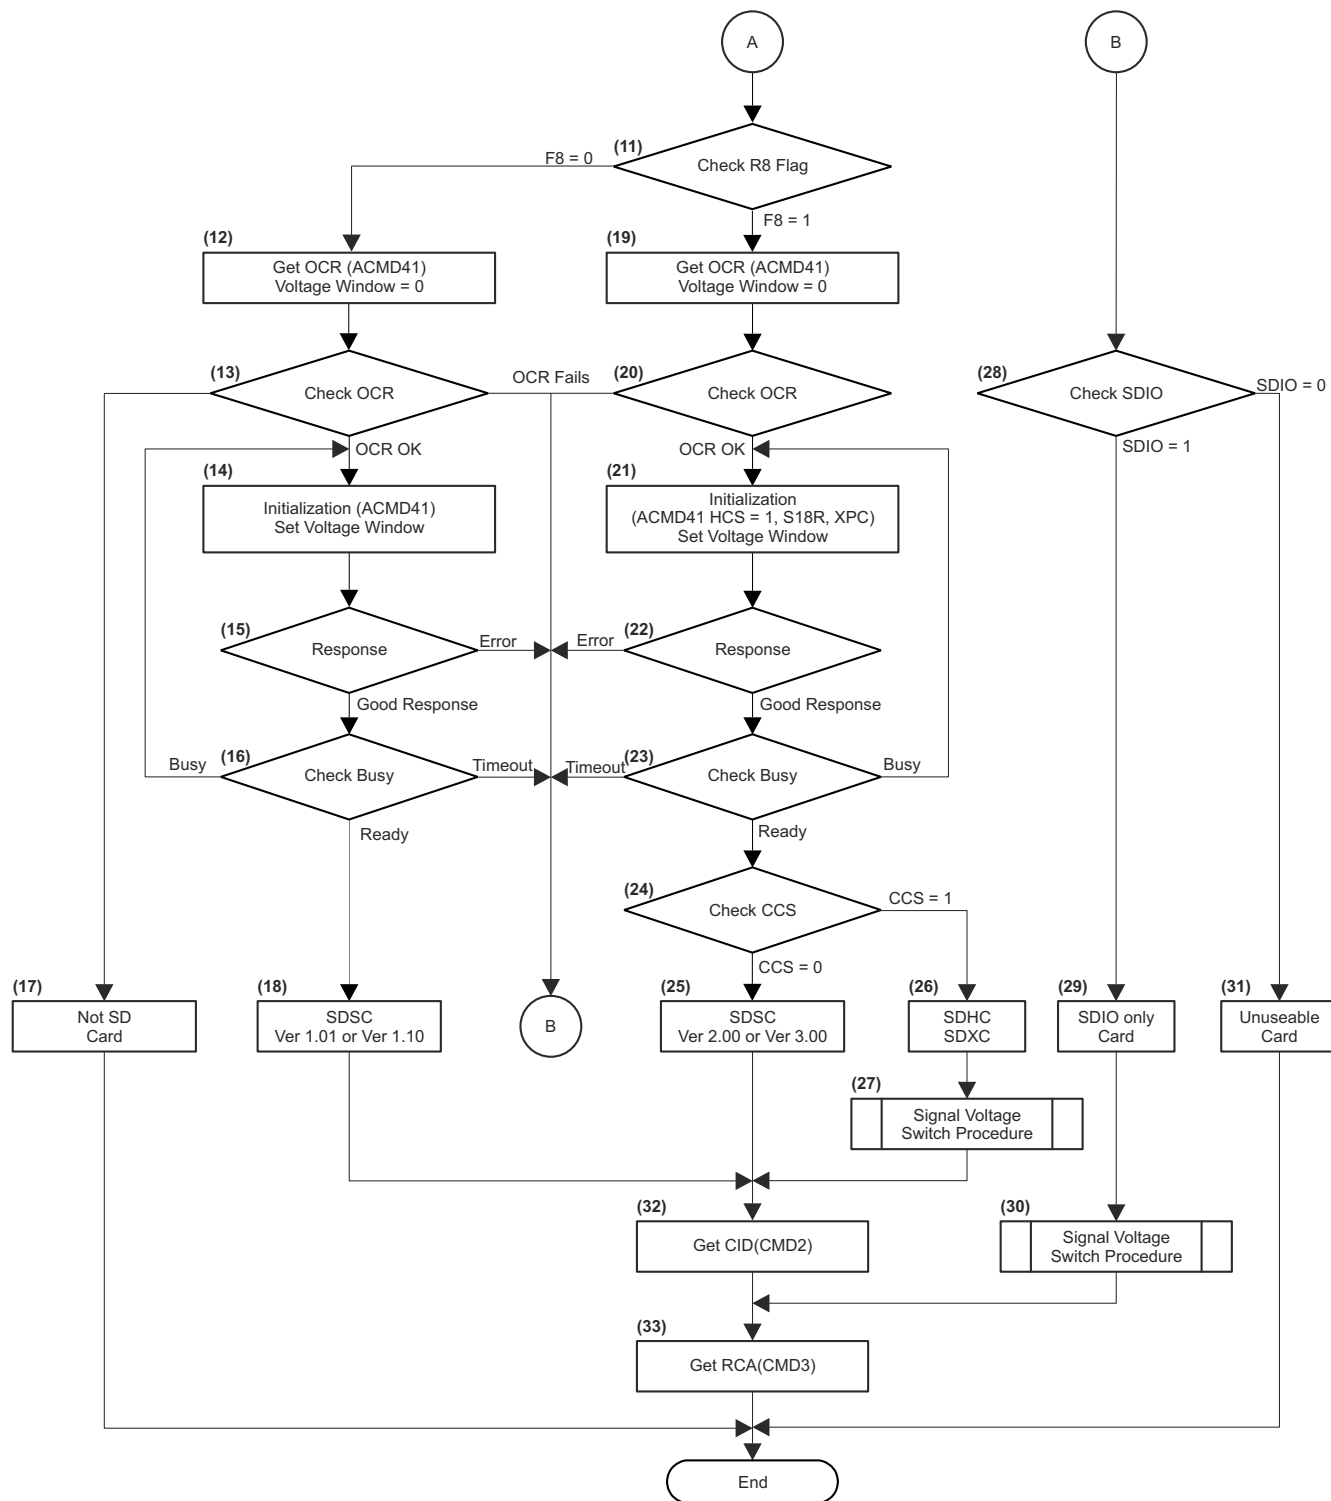 A
B
(11)
Check R8 Flag
F8 = 0
F8 = 1
(12)
Get OCR (ACMD41)
Voltage Window = 0
(19)
Get OCR (ACMD41)
Voltage Window = 0
(13)
Check OCR
OCR Fails
(20)
Check OCR
(28)
Check SDIO
SDIO = 0
SDIO = 1
OCR OK
OCR OK
(14)
Initialization (ACMD41)
Set Voltage Window
(21)
Initialization
(ACMD41 HCS = 1, S18R, XPC)
Set Voltage Window
(15)
Response
Error
Error
(22)
Response
Good Response
Good Response
Busy
(16)
Check Busy
Timeout
Timeout
(23)
Check Busy
Busy
Ready
Ready
(24)
Check CCS
CCS = 1
CCS = 0
(17)
Not SD
Card
(18)
SDSC
Ver 1.01 or Ver 1.10
B
(25)
SDSC
Ver 2.00 or Ver 3.00
(26)
SDHC
SDXC
(29)
SDIO only
Card
(31)
Unuseable
Card
(27)
Signal Voltage
Switch Procedure
(32)
Get CID(CMD2)
(30)
Signal Voltage
Switch Procedure
(33)
Get RCA(CMD3)
End